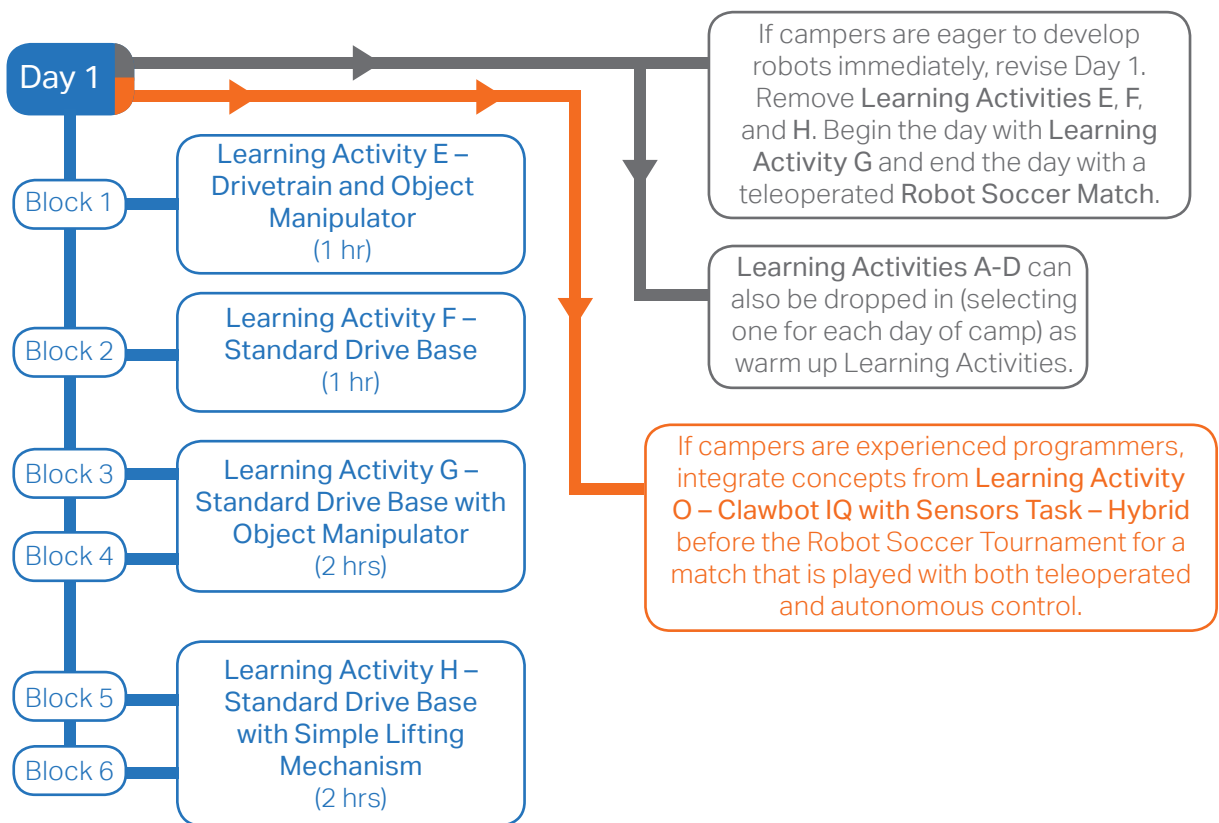 Day 1
Block 1
Learning Activity E –
Drivetrain and Object
Manipulator
(1 hr)
Block 2
Learning Activity F –
Standard Drive Base
(1 hr)
Block 3
Block 4
Learning Activity G –
Standard Drive Base with
Object Manipulator
(2 hrs)
Block 5
Block 6
Learning Activity H –
Standard Drive Base
with Simple Lifting
Mechanism
(2 hrs)
If campers are eager to develop
robots immediately, revise Day 1.
Remove Learning Activities E, F,
and H. Begin the day with Learning
Activity G and end the day with a
teleoperated Robot Soccer Match.
Learning Activities A-D can
also be dropped in (selecting
one for each day of camp) as
warm up Learning Activities.
If campers are experienced programmers,
integrate concepts from Learning Activity
O – Clawbot IQ with Sensors Task – Hybrid
before the Robot Soccer Tournament for a
match that is played with both teleoperated
and autonomous control.